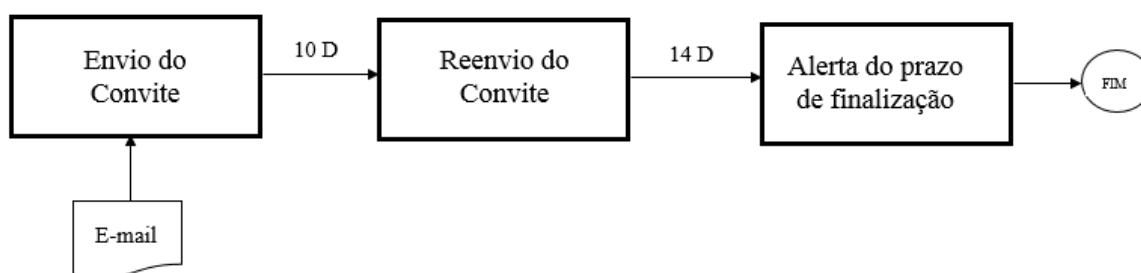 Envio do
Convite
10 D
Reenvio do
Convite
14 D
Alerta do prazo
de finalização
FIM
E-mail